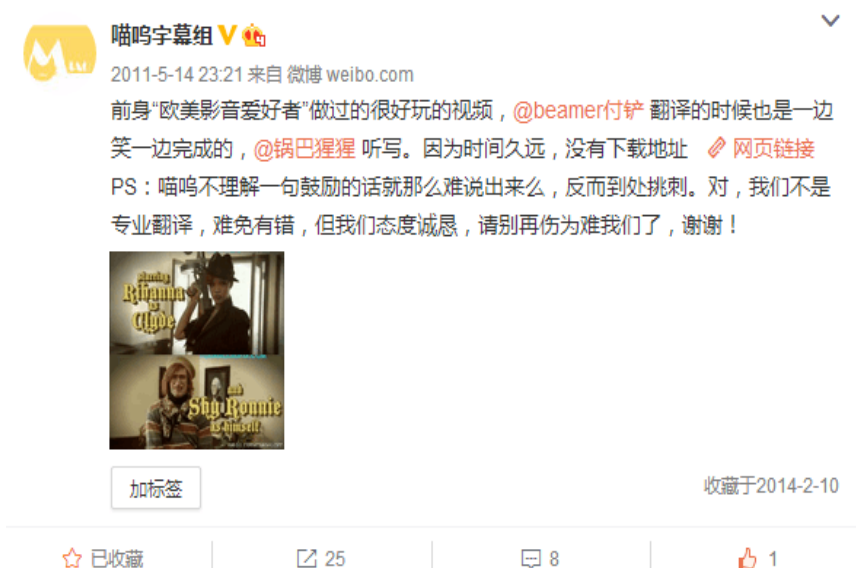 喵呜字幕组
2011-5-14 23:21 来自 微博 weibo.com
前身“欧美影音爱好者”做过的很好玩的视频，@beamer付铲 翻译的时候也是一边
笑一边完成的，@锅巴猩猩 听写。因为时间久远，没有下载地址 网页链接
PS：喵呜不理解一句鼓励的话就那么难说出来么，反而到处挑刺。对，我们不是
专业翻译，难免有错，但我们态度诚恳，请别再伤为难我们了，谢谢！
Starring
Rihanna
is
Clyde
and
Shy Ronnie
is himself
加标签
收藏于2014-2-10
已收藏
25
8
1